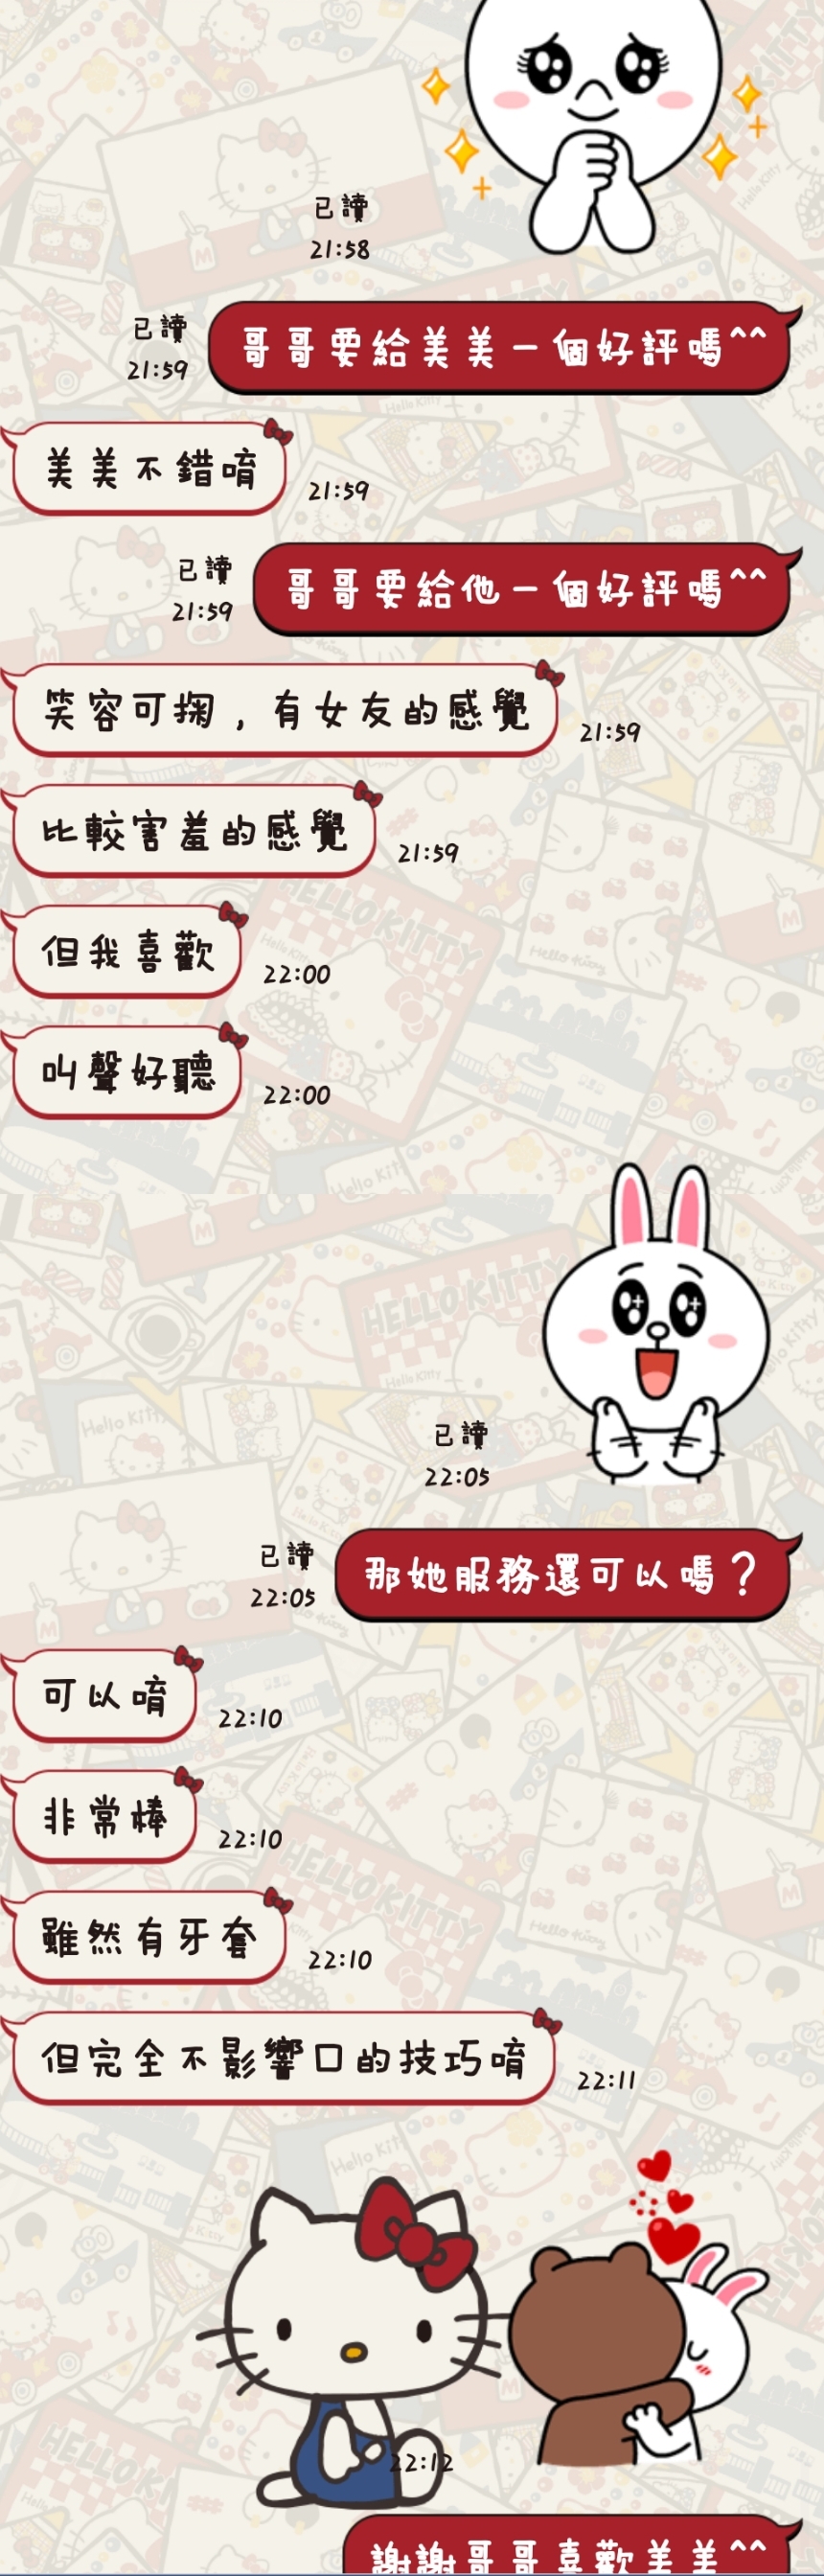 已讀
21:58
已讀
21:59
哥哥要給美美一個好評嗎^^
美美不錯唷
21:59
已讀
21:59
哥哥要給他一個好評嗎^^
笑容可掬，有女友的感覺
21:59
比較害羞的感覺
21:59
但我喜歡
22:00
叫聲好聽
22:00
已讀
22:05
已讀
22:05
那她服務還可以嗎？
可以唷
22:10
非常棒
22:10
雖然有牙套
22:10
但完全不影響口的技巧唷
22:11
22:12
謝謝哥哥喜歡美美^^